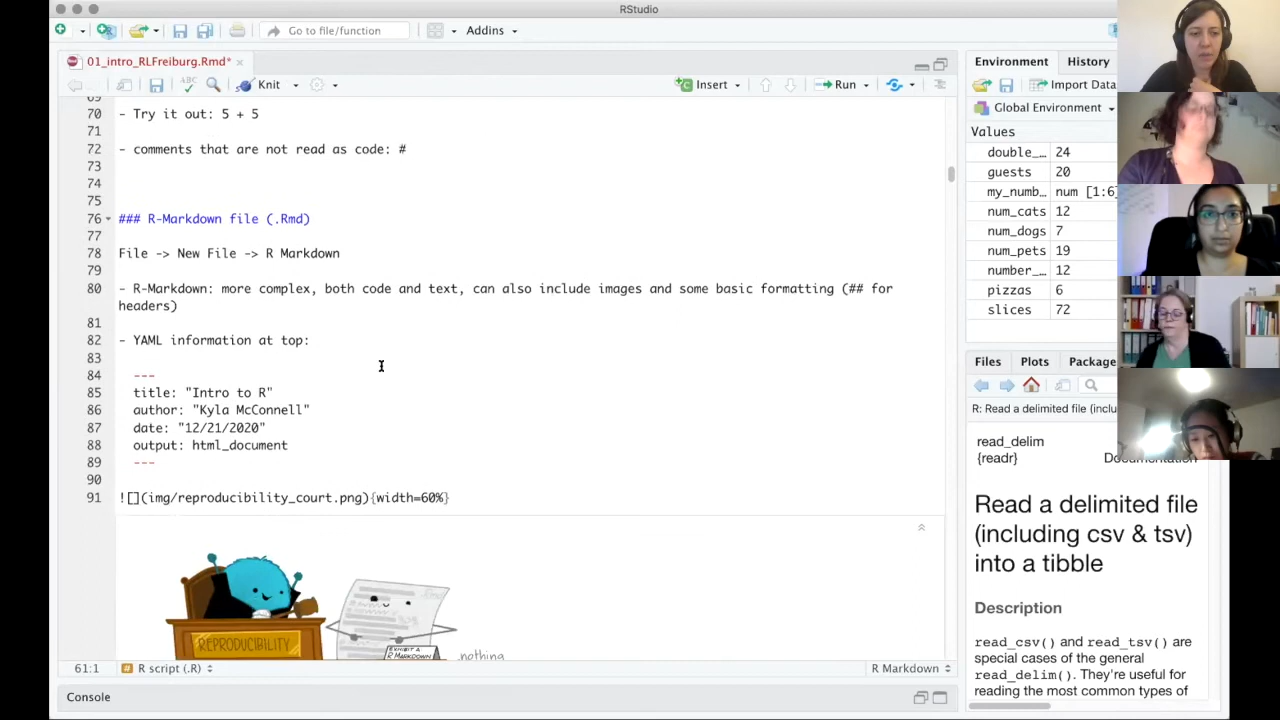 RStudio
Go to file/function
Addins
01_intro_RLFreiburg.Rmd*
Knit
Insert
Run
69
70 - Try it out: 5 + 5
71
72 - comments that are not read as code: #
73
74
75
76 ### R-Markdown file (.Rmd)
77
78 File -> New File -> R Markdown
79
80 - R-Markdown: more complex, both code and text, can also include images and some basic formatting (## for
headers)
81
82 - YAML information at top:
83
84 ---
85 title: "Intro to R"
86 author: "Kyla McConnell"
87 date: "12/21/2020"
88 output: html_document
89 ---
90
91 ![](img/reproducibility_court.png){width=60%}
REPRODUCIBILITY
EXHIBIT A
R MARKDOWN
...nothing
61:1
R script (.R)
R Markdown
Console
Environment
History
Import Data
Global Environment
Values
double_… 24
guests 20
my_numb… num [1:6]
num_cats 12
num_dogs 7
num_pets 19
number_… 12
pizzas 6
slices 72
Files
Plots
Package
R: Read a delimited file (inclu
read_delim
{readr}
Documentation
Read a delimited file
(including csv & tsv)
into a tibble
Description
read_csv() and read_tsv() are
special cases of the general
read_delim(). They're useful for
reading the most common types of